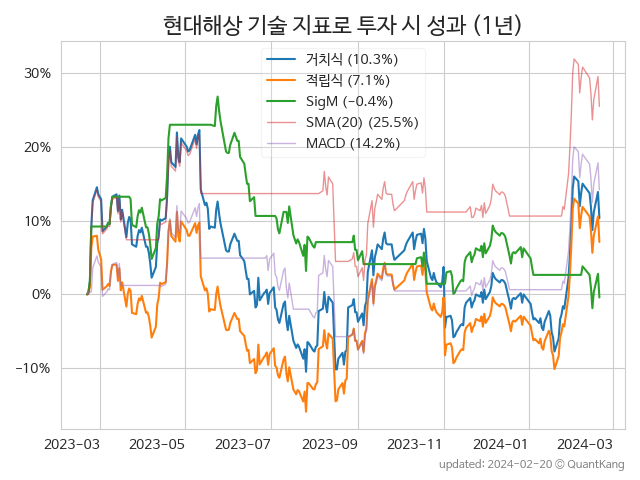 현대해상 기술 지표로 투자 시 성과 (1년)
거치식 (10.3%)
적립식 (7.1%)
SigM (−0.4%)
SMA(20) (25.5%)
MACD (14.2%)
30%
20%
10%
0%
−10%
2023-03 2023-05 2023-07 2023-09 2023-11 2024-01 2024-03
updated: 2024-02-20 ⓒ QuantKang